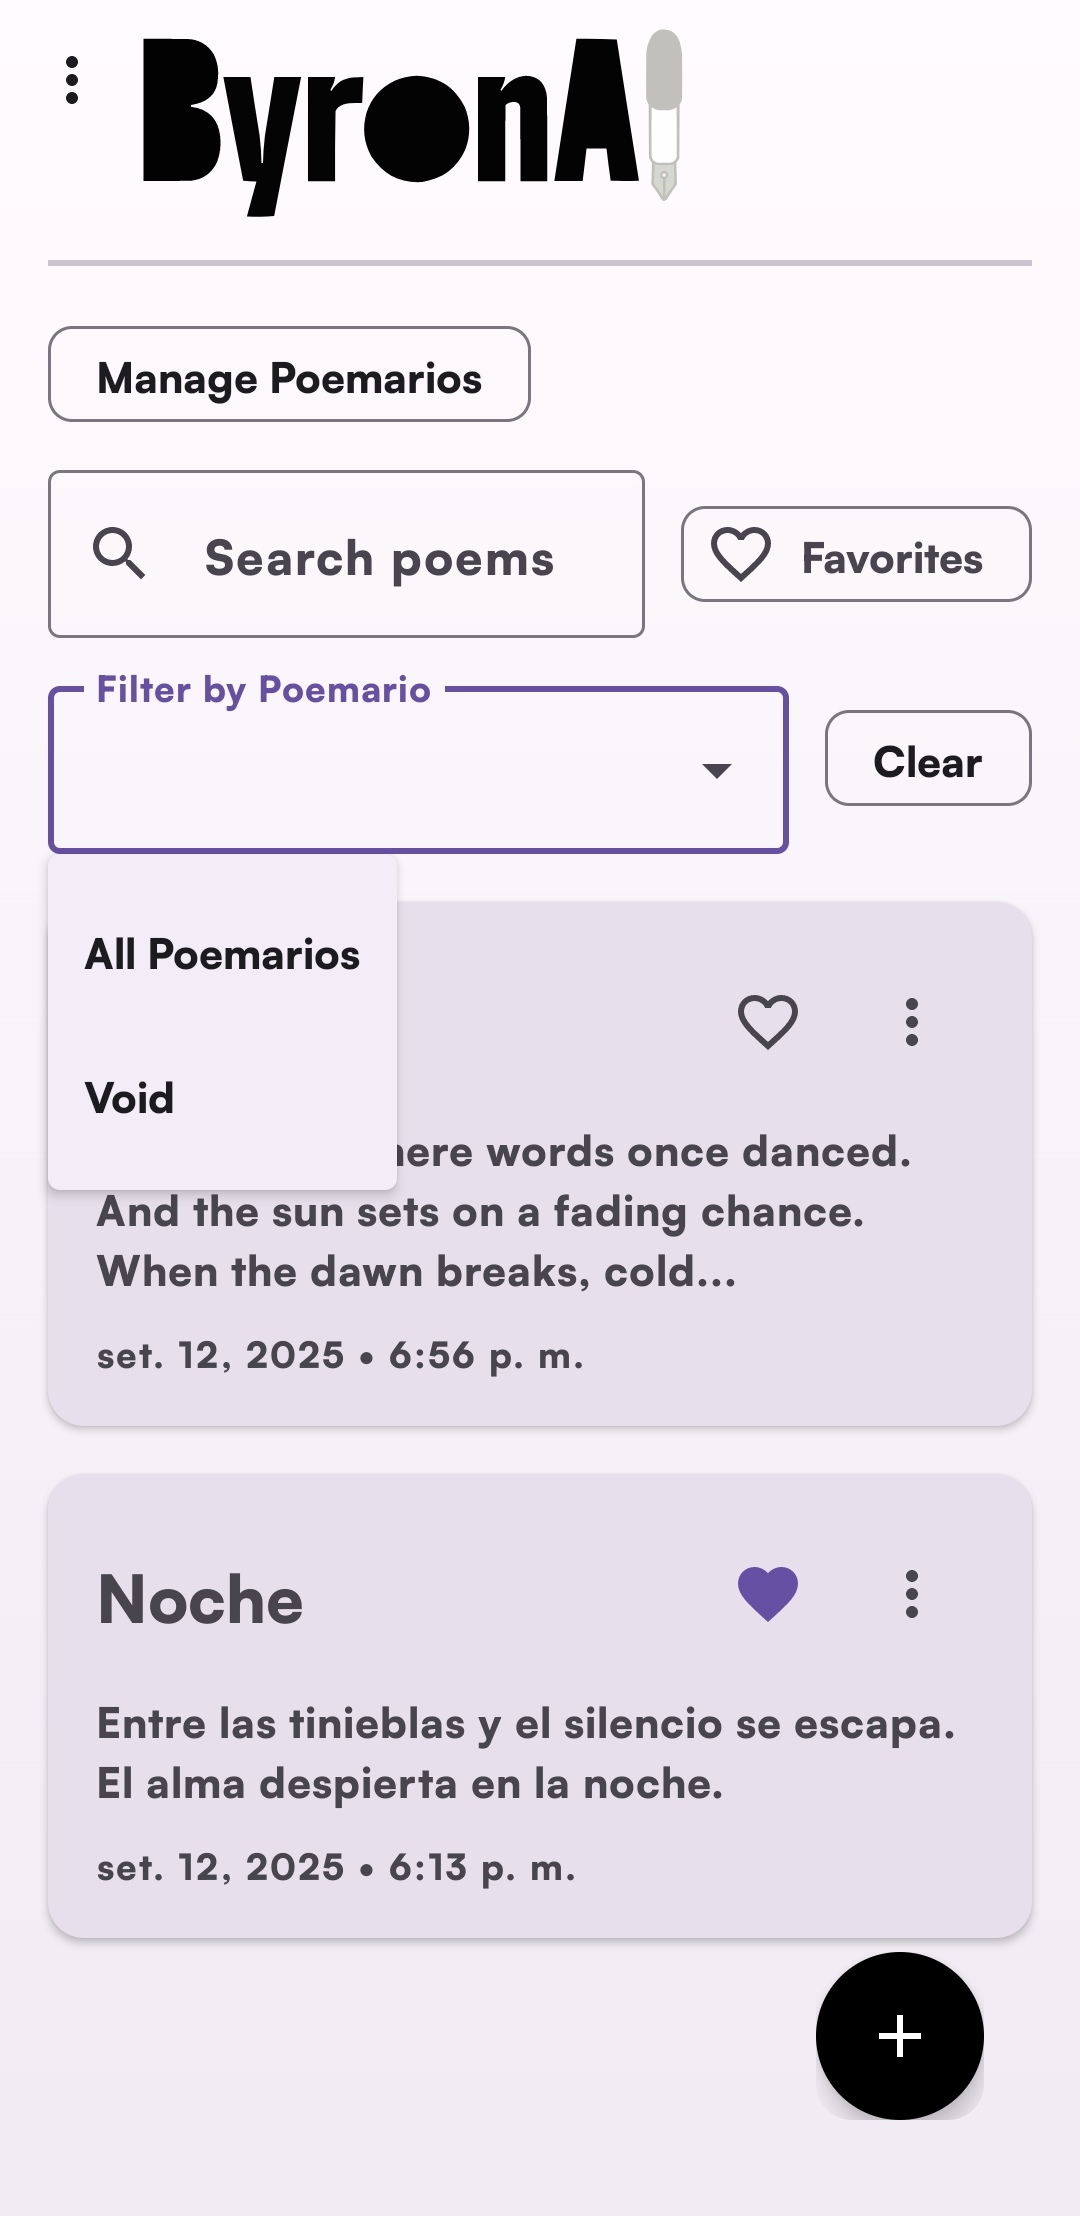 ByronAI
Manage Poemarios
Search poems
Favorites
Filter by Poemario
Clear
All Poemarios
Void
words once danced.
And the sun sets on a fading chance.
When the dawn breaks, cold...
set. 12, 2025 • 6:56 p. m.
Noche
Entre las tinieblas y el silencio se escapa.
El alma despierta en la noche.
set. 12, 2025 • 6:13 p. m.